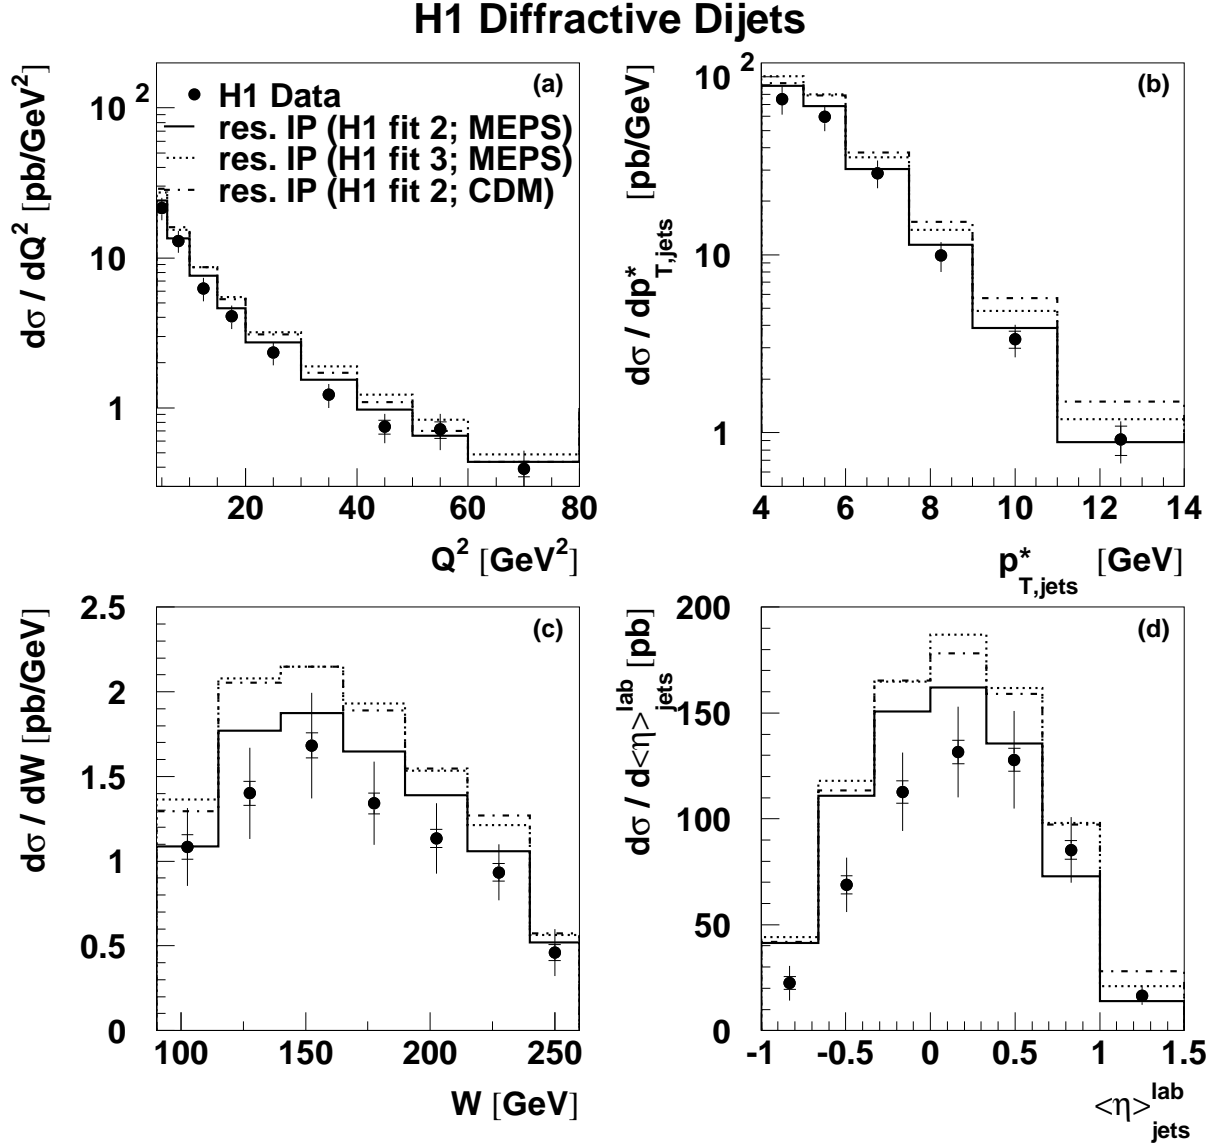 H1 Diffractive Dijets
dσ / dQ² [pb/GeV²]
10²
10
1
(a)
H1 Data
res. IP (H1 fit 2; MEPS)
res. IP (H1 fit 3; MEPS)
res. IP (H1 fit 2; CDM)
20 40 60 80
Q² [GeV²]
dσ / dp*T,jets [pb/GeV]
10²
10
1
(b)
4 6 8 10 12 14
p*T,jets [GeV]
dσ / dW [pb/GeV]
2.5
2
1.5
1
0.5
0
(c)
100 150 200 250
W [GeV]
dσ / d<η>lab jets [pb]
200
150
100
50
0
(d)
-1 -0.5 0 0.5 1 1.5
<η>lab jets